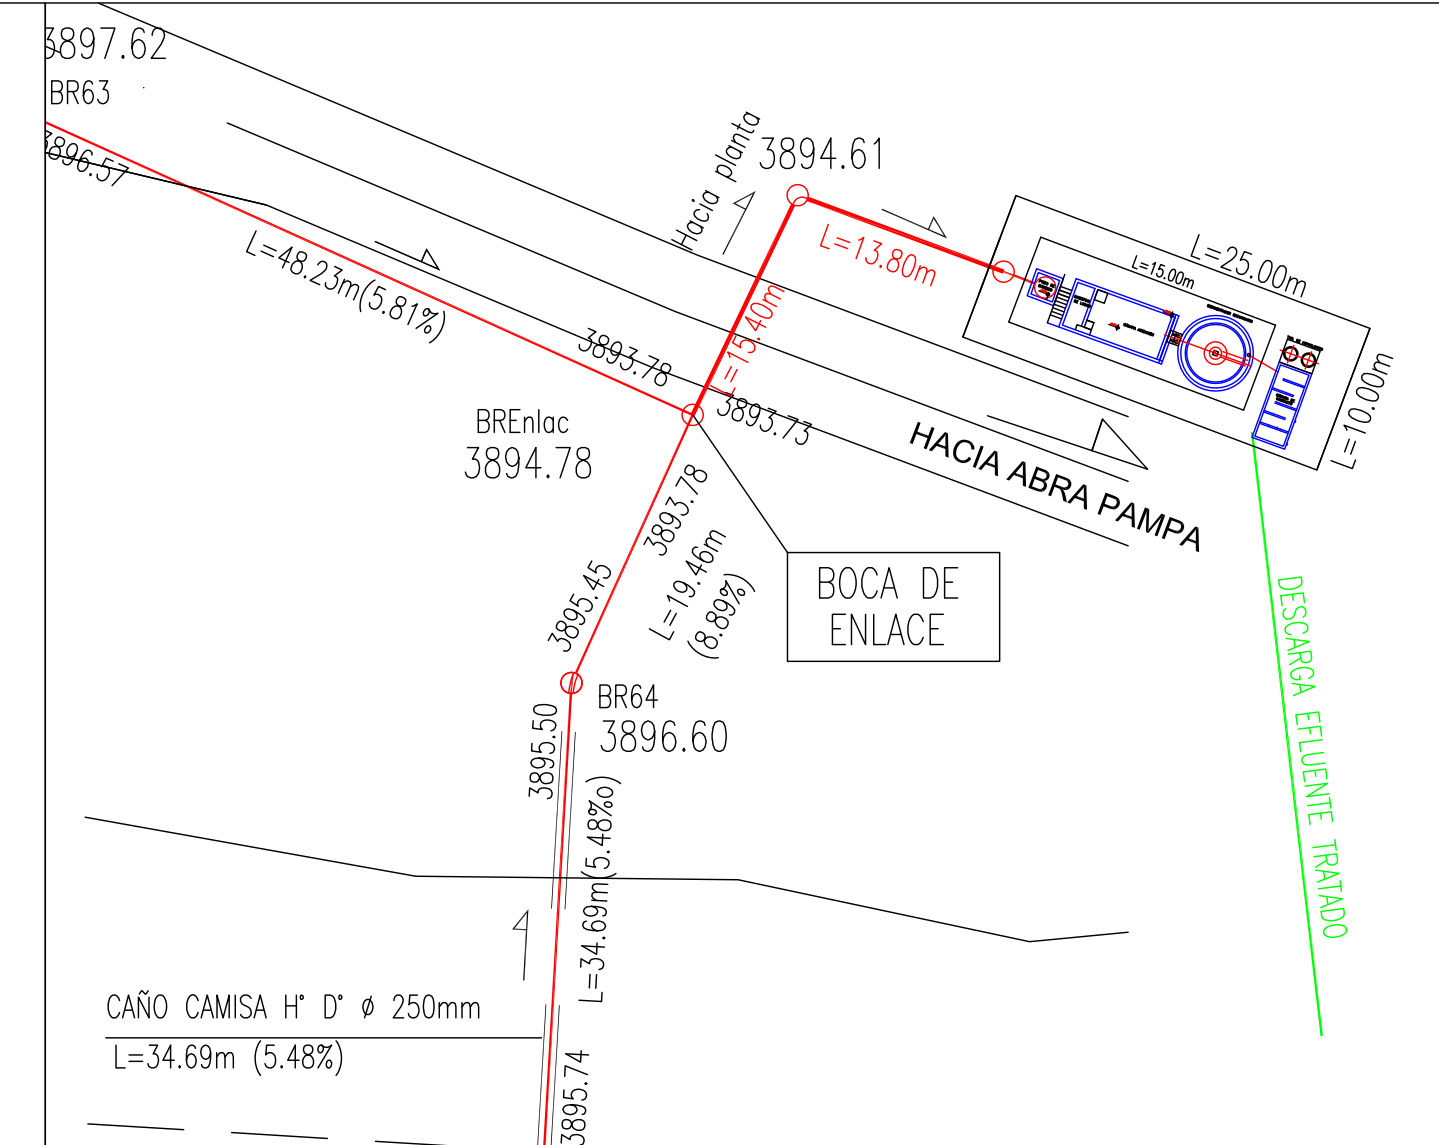 3897.62
BR63
3896.57
L=48.23m(5.81%)
Hacia planta
3894.61
L=13.80m
L=15.40m
L=25.00m
L=15.00m
L=10.00m
3893.78
3893.73
BREnlac
3894.78
HACIA ABRA PAMPA
3893.78
L=19.46m
(8.89%)
3895.45
BOCA DE
ENLACE
BR64
3896.60
3895.50
L=34.69m(5.48‰)
DESCARGA EFLUENTE TRATADO
CAÑO CAMISA H° D° ø 250mm
L=34.69m (5.48%)
3895.74